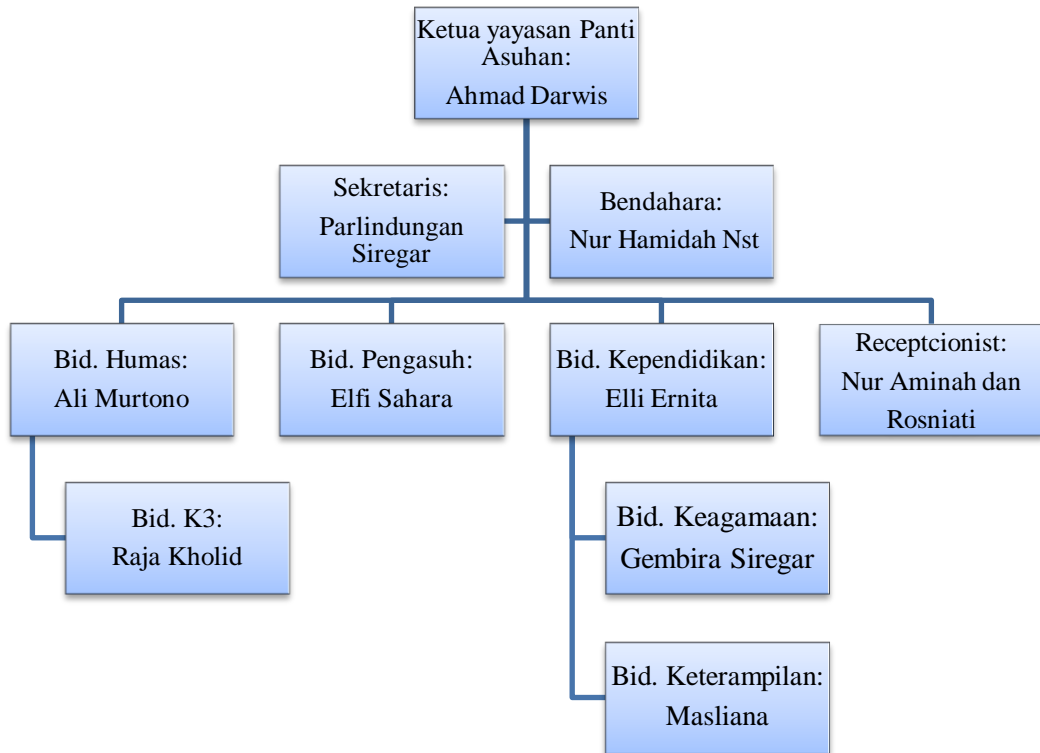 Ketua yayasan Panti
Asuhan:
Ahmad Darwis
Sekretaris:
Parlindungan
Siregar
Bendahara:
Nur Hamidah Nst
Bid. Humas:
Ali Murtono
Bid. Pengasuh:
Elfi Sahara
Bid. Kependidikan:
Elli Ernita
Receptcionist:
Nur Aminah dan
Rosniati
Bid. K3:
Raja Kholid
Bid. Keagamaan:
Gembira Siregar
Bid. Keterampilan:
Masliana